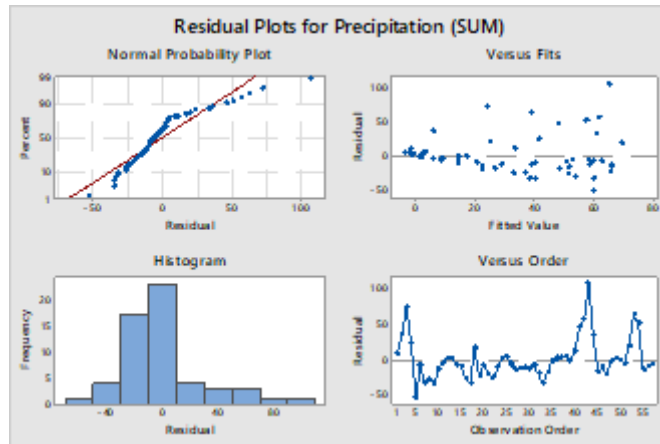 Residual Plots for Precipitation (SUM)
Normal Probability Plot
99
90
50
10
1
Percent
-50 0 50 100
Residual
Versus Fits
100
50
0
-50
Residual
0 20 40 60 80
Fitted Value
Histogram
20
15
10
5
0
Frequency
-40 0 40 80
Residual
Versus Order
100
50
0
-50
Residual
1 5 10 15 20 25 30 35 40 45 50 55
Observation Order